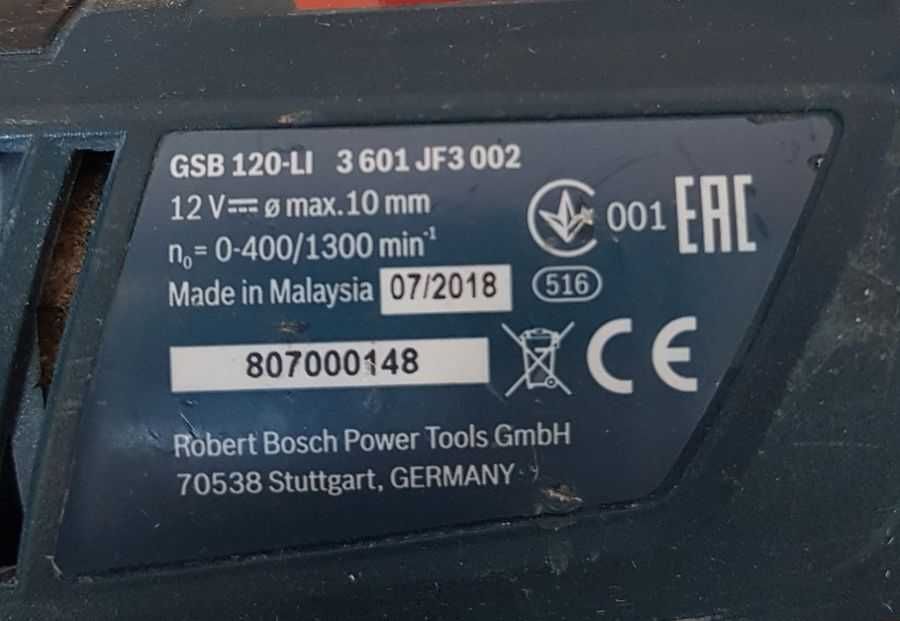 GSB 120-LI 3 601 JF3 002
12 V⎓ ø max. 10 mm
n₀= 0-400/1300 min⁻¹
001 EAC
Made in Malaysia 07/2018 516
807000148 CE
Robert Bosch Power Tools GmbH
70538 Stuttgart, GERMANY